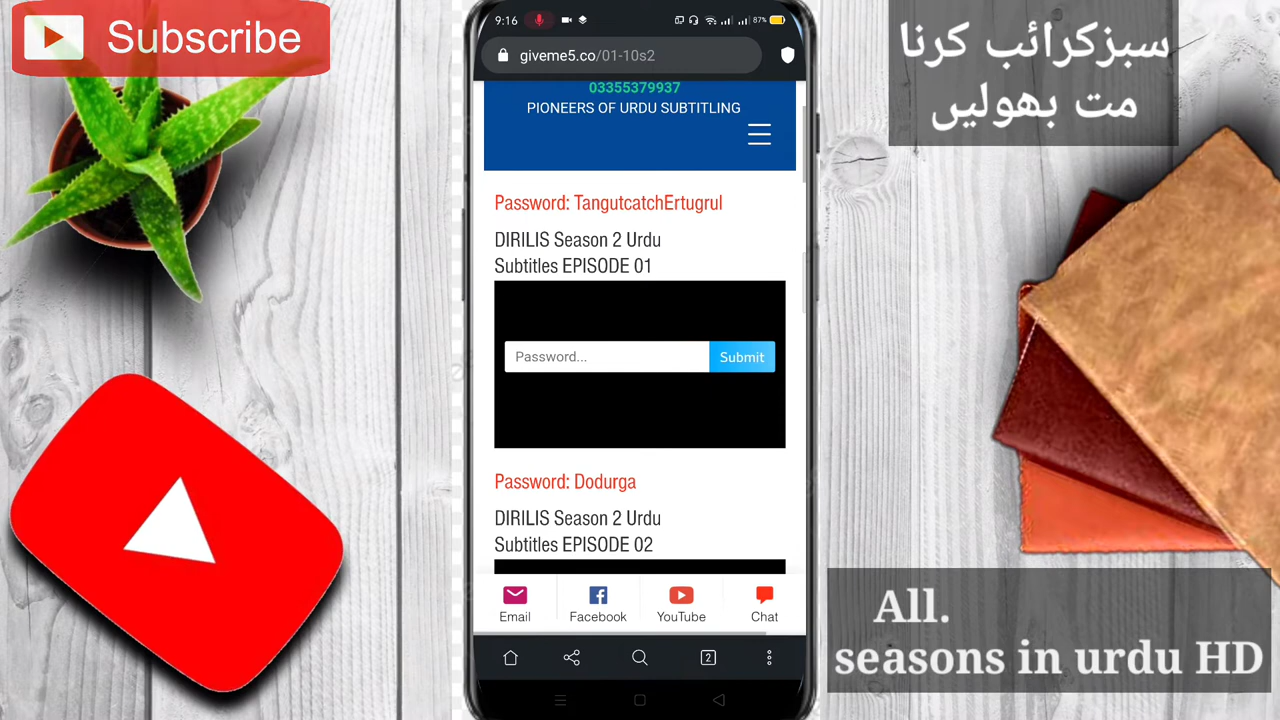 Subscribe
9:16
87%
giveme5.co/01-10s2
03355379937
PIONEERS OF URDU SUBTITLING
Password: TangutcatchErtugrul
DIRILIS Season 2 Urdu
Subtitles EPISODE 01
Password...
Submit
Password: Dodurga
DIRILIS Season 2 Urdu
Subtitles EPISODE 02
Email
Facebook
YouTube
Chat
2
سبزکرائب کرنا
مت بھولیں
All.
seasons in urdu HD